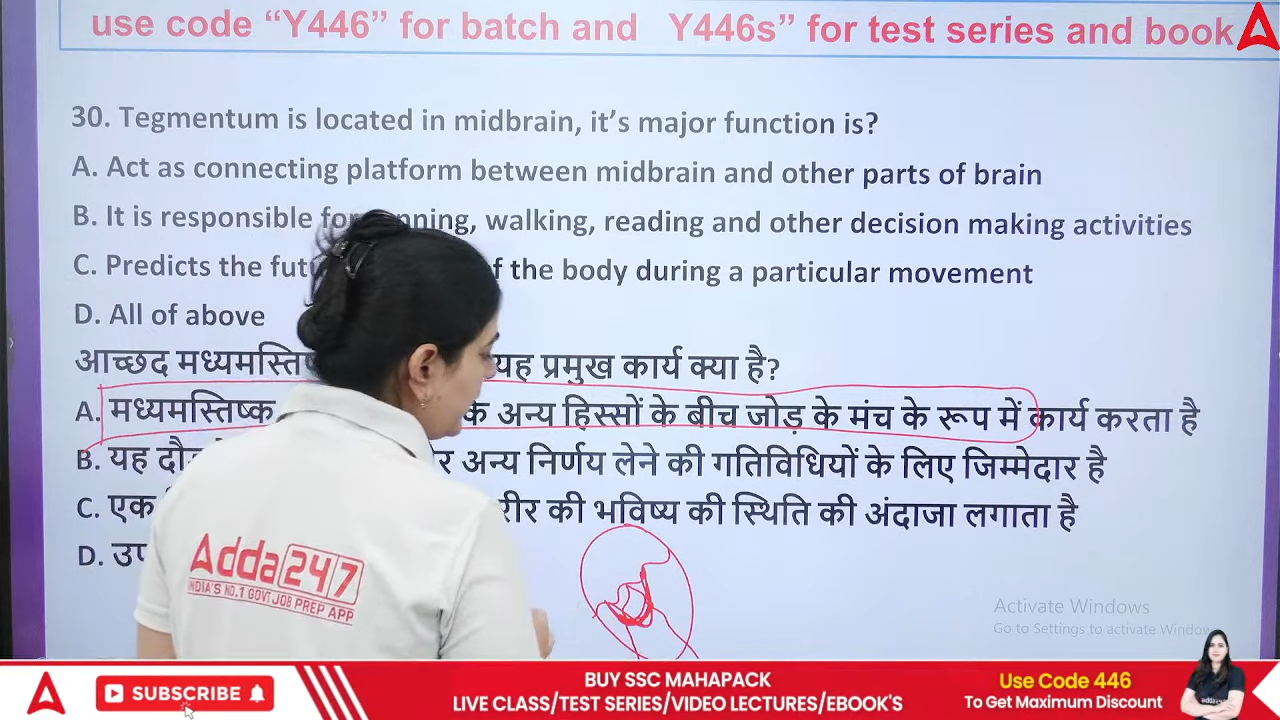 use code “Y446” for batch and Y446s” for test series and book
30. Tegmentum is located in midbrain, it’s major function is?
A. Act as connecting platform between midbrain and other parts of brain
B. It is responsible for nning, walking, reading and other decision making activities
C. Predicts the futu f the body during a particular movement
D. All of above
आच्छद मध्यमस्तिष् यह प्रमुख कार्य क्या है?
A. मध्यमस्तिष्क के अन्य हिस्सों के बीच जोड़ के मंच के रूप में कार्य करता है
B. यह अन्य निर्णय लेने की गतिविधियों के लिए जिम्मेदार है
C. एक की भविष्य की स्थिति की अंदाजा लगाता है
D.
Adda247
INDIA'S NO.1 GOVT JOB PREP APP
Activate Windows
Go to Settings to activate Window
SUBSCRIBE
BUY SSC MAHAPACK
LIVE CLASS/TEST SERIES/VIDEO LECTURES/EBOOK'S
Use Code 446
To Get Maximum Discount